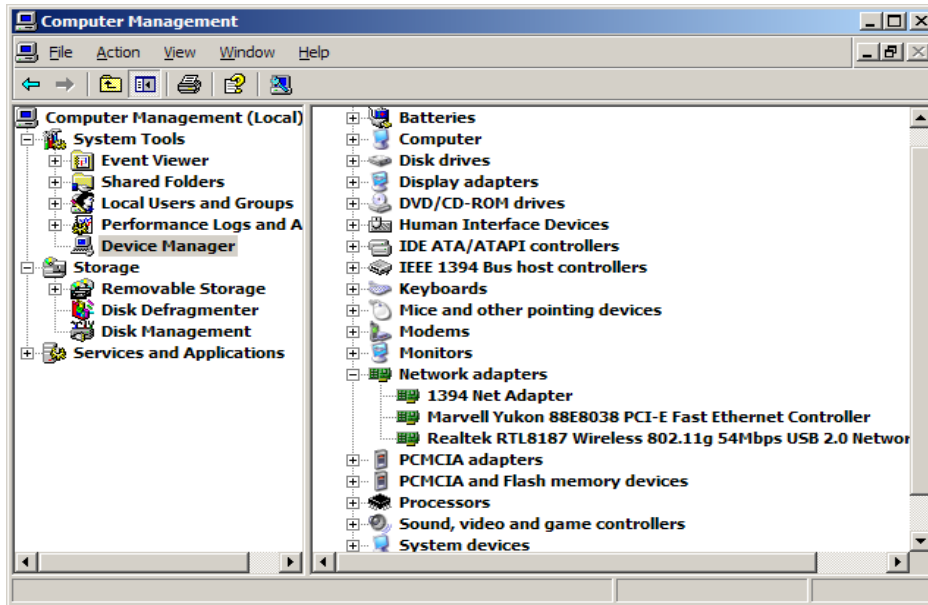 Computer Management
File Action View Window Help
Computer Management (Local)
System Tools
Event Viewer
Shared Folders
Local Users and Groups
Performance Logs and A
Device Manager
Storage
Removable Storage
Disk Defragmenter
Disk Management
Services and Applications
Batteries
Computer
Disk drives
Display adapters
DVD/CD-ROM drives
Human Interface Devices
IDE ATA/ATAPI controllers
IEEE 1394 Bus host controllers
Keyboards
Mice and other pointing devices
Modems
Monitors
Network adapters
1394 Net Adapter
Marvell Yukon 88E8038 PCI-E Fast Ethernet Controller
Realtek RTL8187 Wireless 802.11g 54Mbps USB 2.0 Networ
PCMCIA adapters
PCMCIA and Flash memory devices
Processors
Sound, video and game controllers
System devices